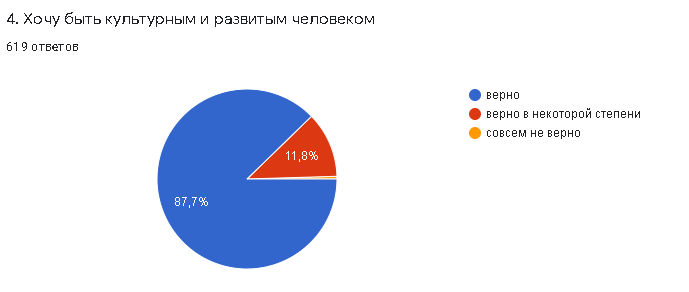 4. Хочу быть культурным и развитым человеком
619 ответов
верно
верно в некоторой степени
совсем не верно
11,8%
87,7%